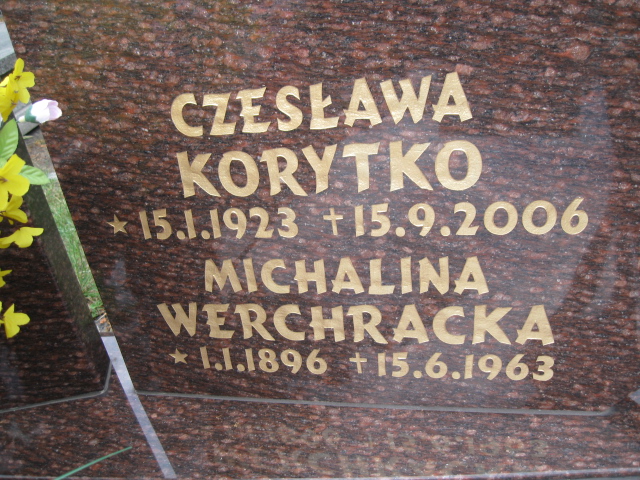 CZESŁAWA
KORYTKO
★ 15.1.1923 ✝ 15.9.2006
MICHALINA
WERCHRACKA
★ 1.1.1896 ✝ 15.6.1963